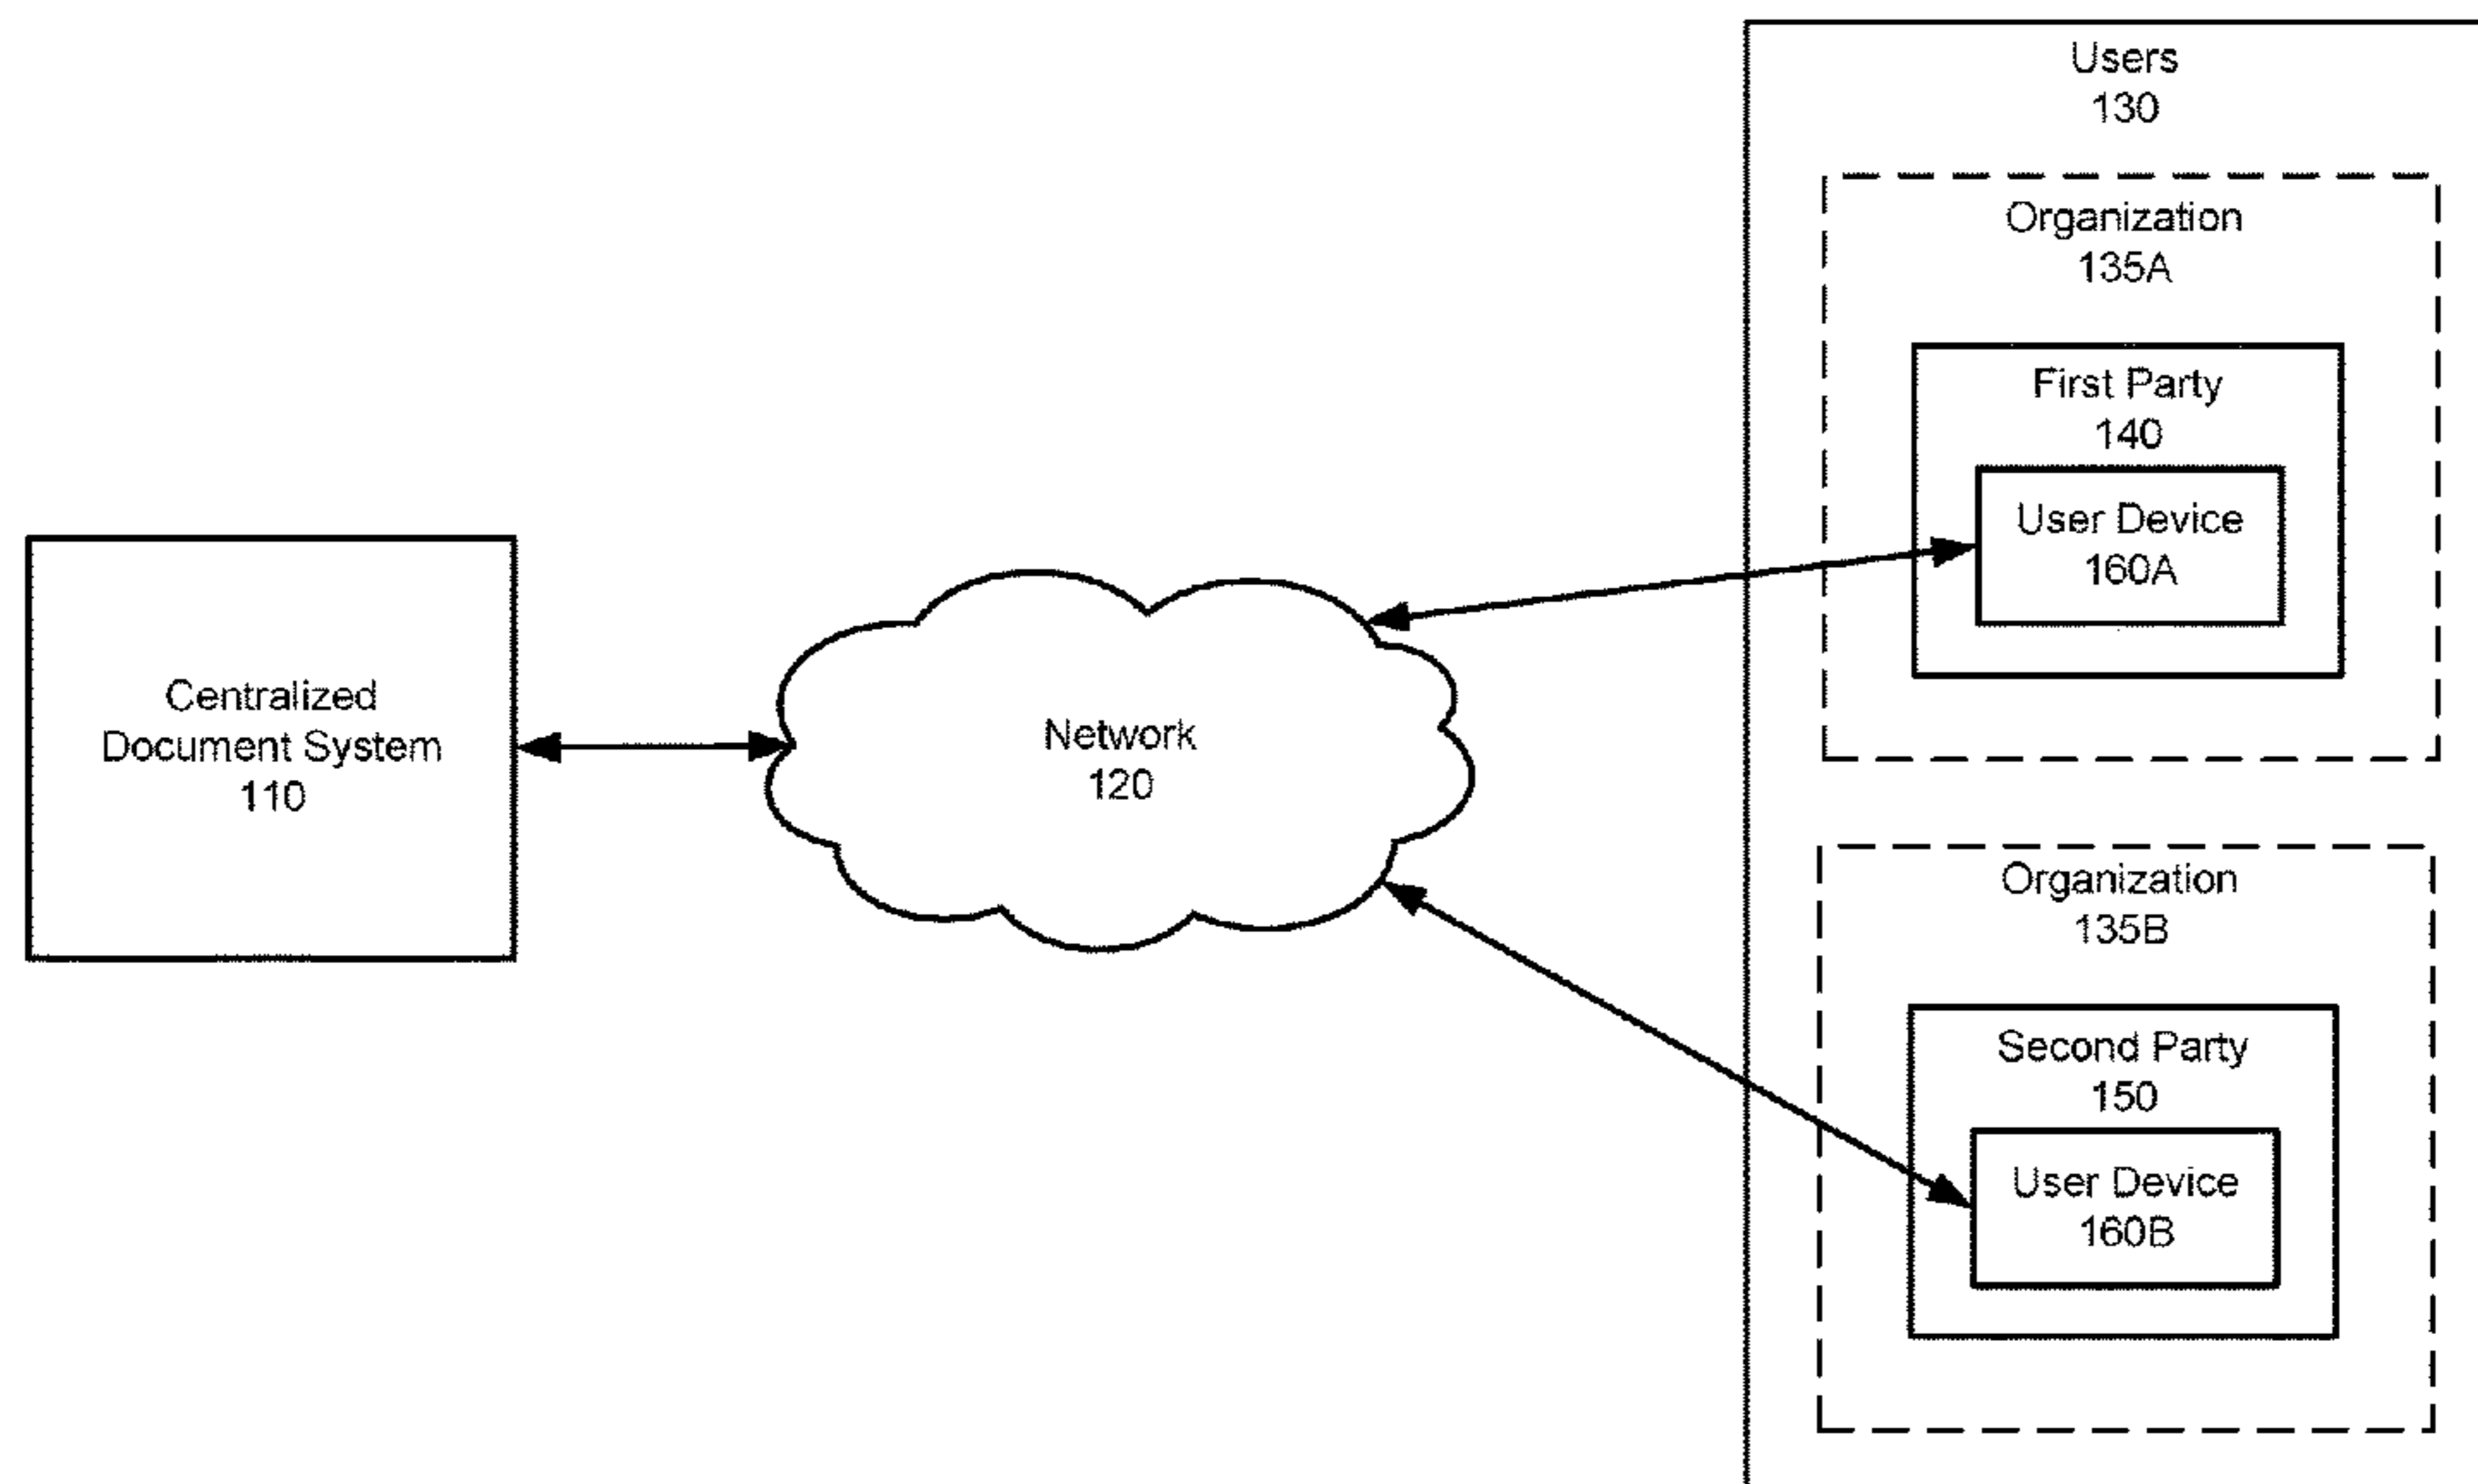 Users
130
Organization
135A
First Party
140
User Device
160A
Centralized
Document System
110
Network
120
Organization
135B
Second Party
150
User Device
160B